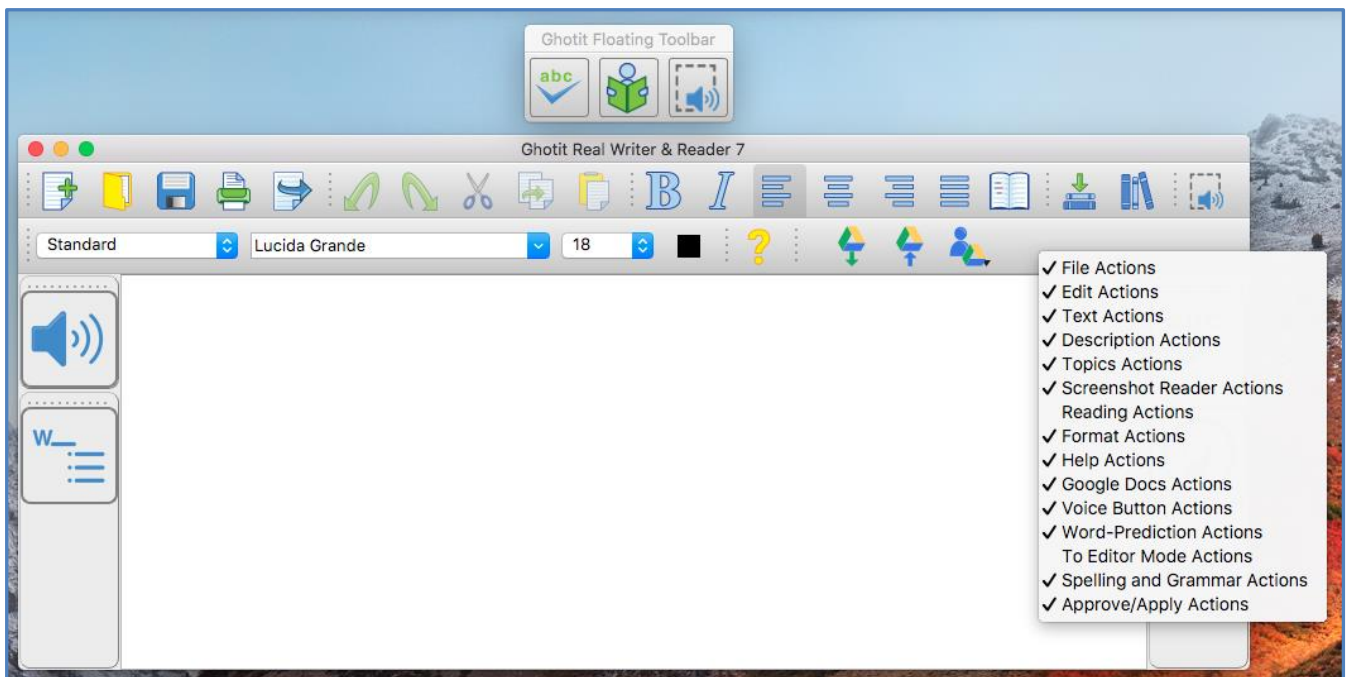 Ghotit Floating Toolbar
abc
Ghotit Real Writer & Reader 7
B I
Standard Lucida Grande 18 ?
W
✓ File Actions
✓ Edit Actions
✓ Text Actions
✓ Description Actions
✓ Topics Actions
✓ Screenshot Reader Actions
Reading Actions
✓ Format Actions
✓ Help Actions
✓ Google Docs Actions
✓ Voice Button Actions
✓ Word-Prediction Actions
To Editor Mode Actions
✓ Spelling and Grammar Actions
✓ Approve/Apply Actions